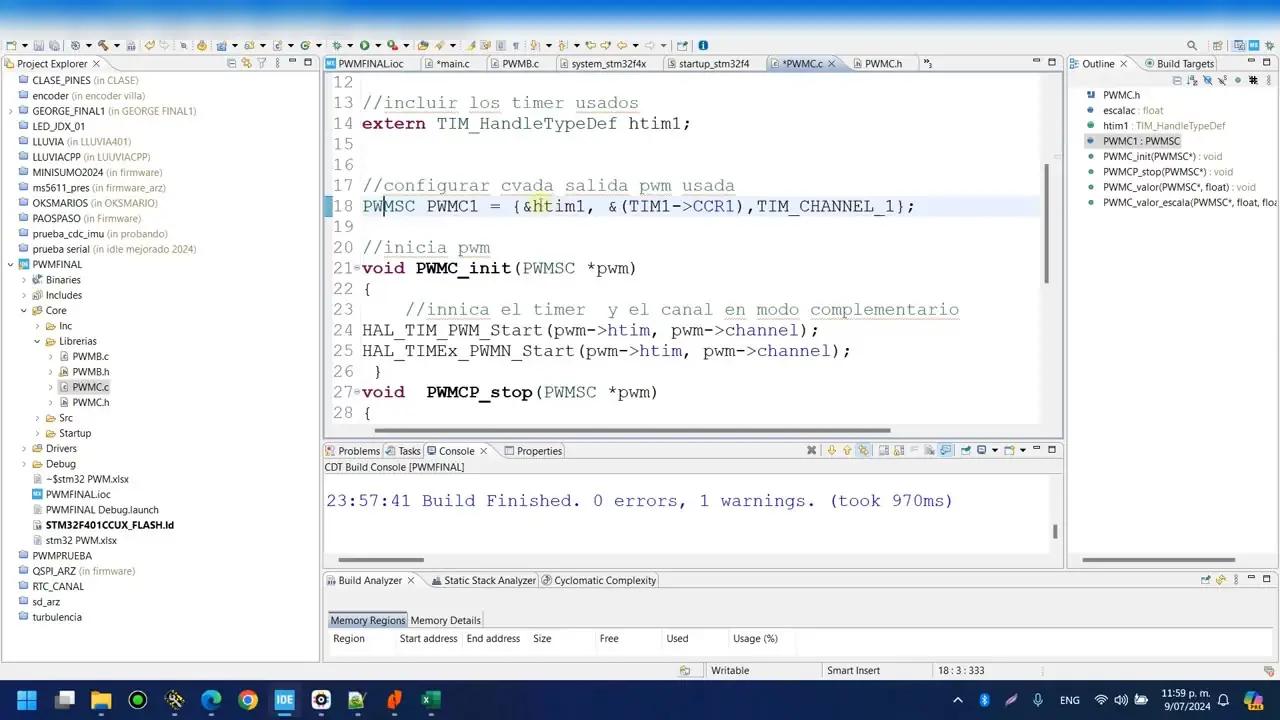 Project Explorer
CLASE_PINES (in CLASE)
encoder (in encoder villa)
GEORGE_FINAL1 (in GEORGE FINAL1)
LED_JDX_01
LLUVIA (in LLUVIA401)
LLUVIACPP (in LUUVIACPP)
MINISUMO2024 (in firmware)
ms5611_pres (in firmware_arz)
OKSMARIOS (in OKSMARIOS)
PAOSPASO (in Firmware)
prueba_cdc_imu (in probando)
prueba serial (in id!e mejorado 2024)
PWMFINAL
Binaries
Includes
Core
Inc
Librerias
PWMB.c
PWMB.h
PWMC.c
PWMC.h
Src
Startup
Drivers
Debug
~$stm32 PWM.xlsx
PWMFINAL.ioc
PWMFINAL Debug.launch
STM32F401CCUX_FLASH.ld
stm32 PWM.xlsx
PWMPRUEBA
QSPI_ARZ (in firmware)
RTC_CANAL
sd_arz
turbulencia
PWMFINAL.ioc *main.c PWMB.c system_stm32f4x startup_stm32f4 *PWMC.c PWMC.h
12
13 //incluir los timer usados
14 extern TIM_HandleTypeDef htim1;
15
16
17 //configurar cvada salida pwm usada
18 PWMSC PWMC1 = {&htim1, &(TIM1->CCR1),TIM_CHANNEL_1};
19
20 //inicia pwm
21 void PWMC_init(PWMSC *pwm)
22 {
23 //innica el timer y el canal en modo complementario
24 HAL_TIM_PWM_Start(pwm->htim, pwm->channel);
25 HAL_TIMEx_PWMN_Start(pwm->htim, pwm->channel);
26 }
27 void PWMCP_stop(PWMSC *pwm)
28 {
Problems Tasks Console Properties
CDT Build Console [PWMFINAL]
23:57:41 Build Finished. 0 errors, 1 warnings. (took 970ms)
Build Analyzer Static Stack Analyzer Cyclomatic Complexity
Memory Regions Memory Details
Region Start address End address Size Free Used Usage (%)
Outline Build Targets
PWMC.h
escalac : float
htim1 : TIM_HandleTypeDef
PWMC1 : PWMSC
PWMC_init(PWMSC*) : void
PWMCP_stop(PWMSC*) : void
PWMC_valor(PWMSC*, float) : void
PWMC_valor_escala(PWMSC*, float, floa
Writable Smart Insert 18 : 3 : 333
IDE
ENG
11:59 p. m.
9/07/2024